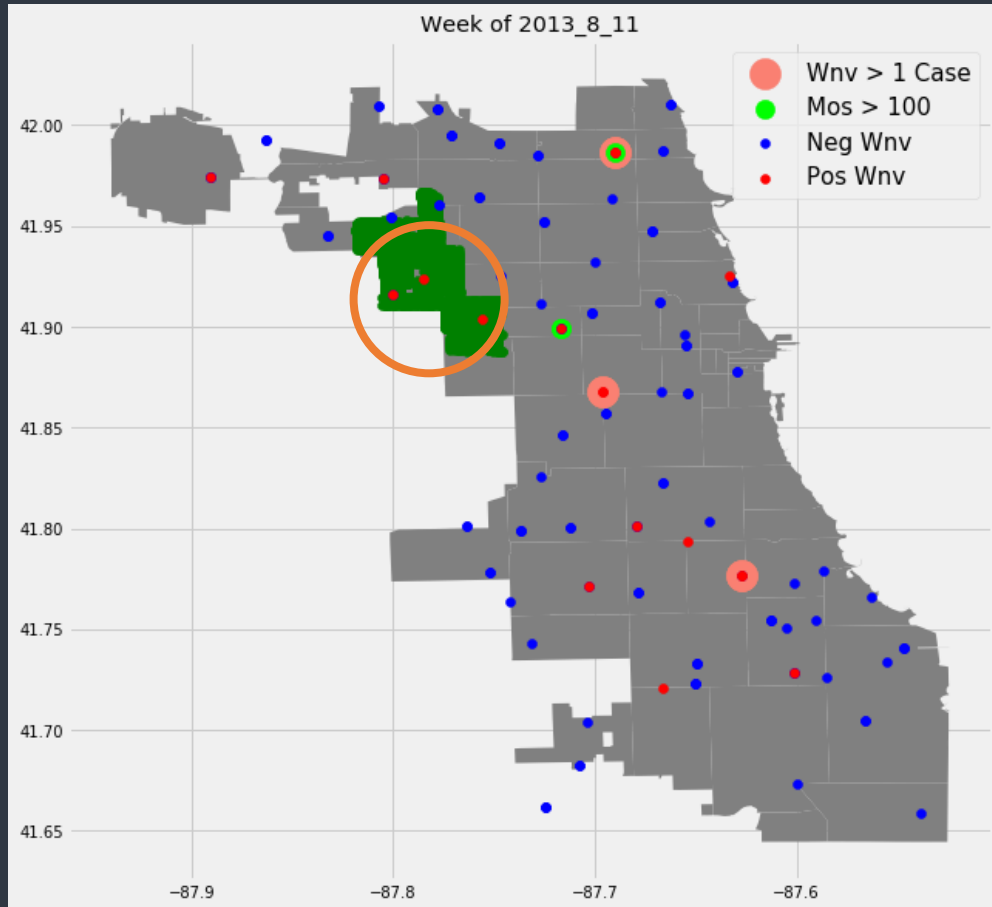 Week of 2013_8_11
Wnv > 1 Case
Mos > 100
Neg Wnv
Pos Wnv
42.00
41.95
41.90
41.85
41.80
41.75
41.70
41.65
−87.9
−87.8
−87.7
−87.6